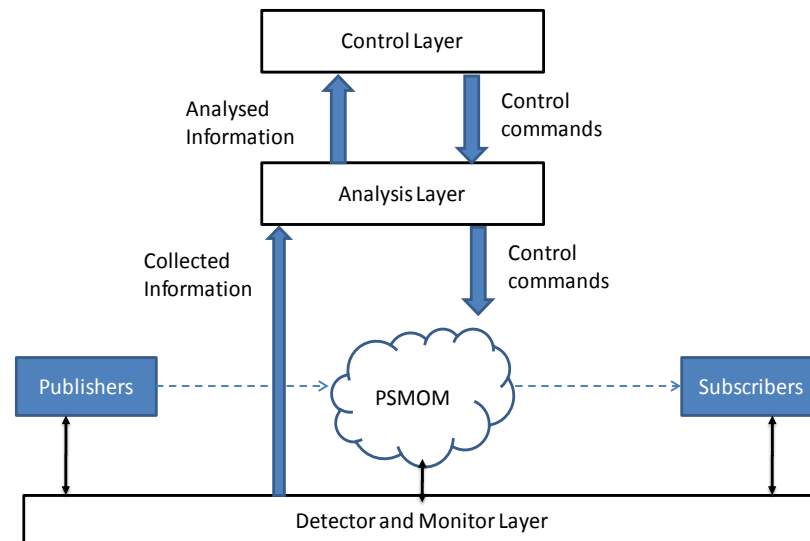 Control Layer
Analysed
Information
Control
commands
Analysis Layer
Collected
Information
Control
commands
Publishers
PSMOM
Subscribers
Detector and Monitor Layer